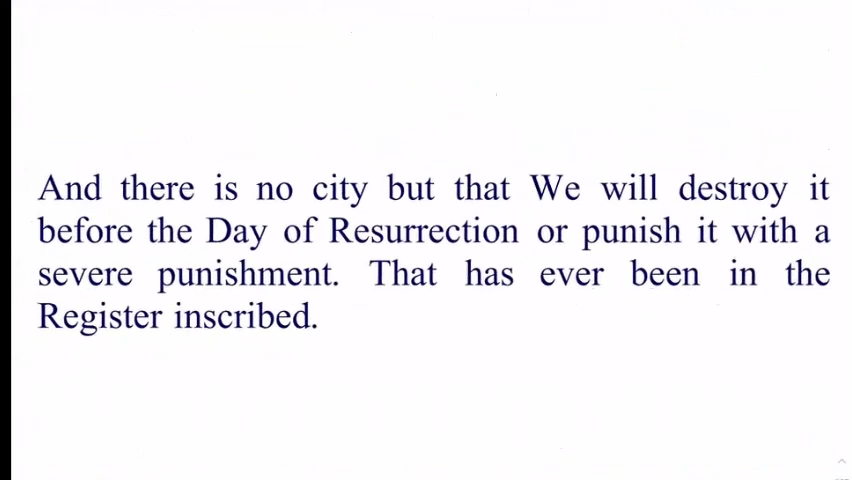 And there is no city but that We will destroy it
before the Day of Resurrection or punish it with a
severe punishment. That has ever been in the
Register inscribed.